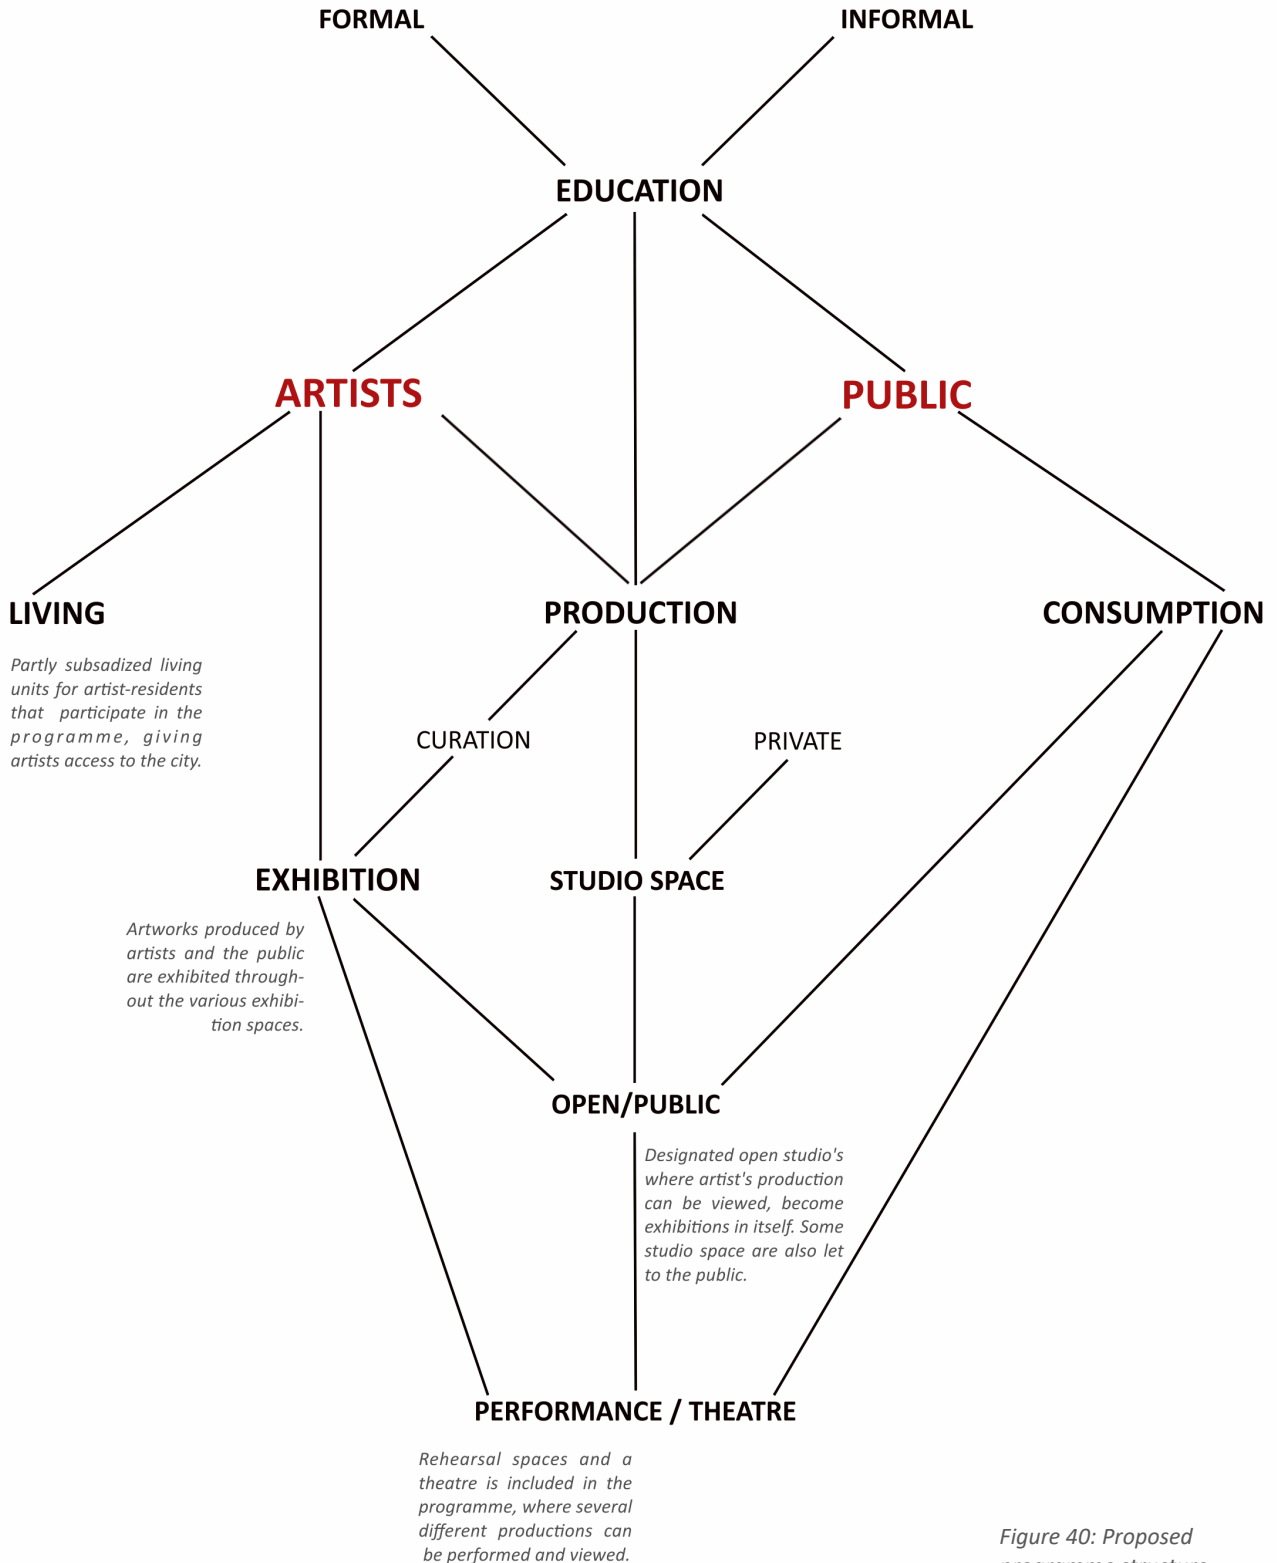 FORMAL
INFORMAL
EDUCATION
ARTISTS
PUBLIC
LIVING
PRODUCTION
CONSUMPTION
Partly subsadized living
units for artist-residents
that participate in the
programme, giving
artists access to the city.
CURATION
PRIVATE
EXHIBITION
STUDIO SPACE
Artworks produced by
artists and the public
are exhibited through-
out the various exhibi-
tion spaces.
OPEN/PUBLIC
Designated open studio's
where artist's production
can be viewed, become
exhibitions in itself. Some
studio space are also let
to the public.
PERFORMANCE / THEATRE
Rehearsal spaces and a
theatre is included in the
programme, where several
different productions can
be performed and viewed.
Figure 40: Proposed
programme structure